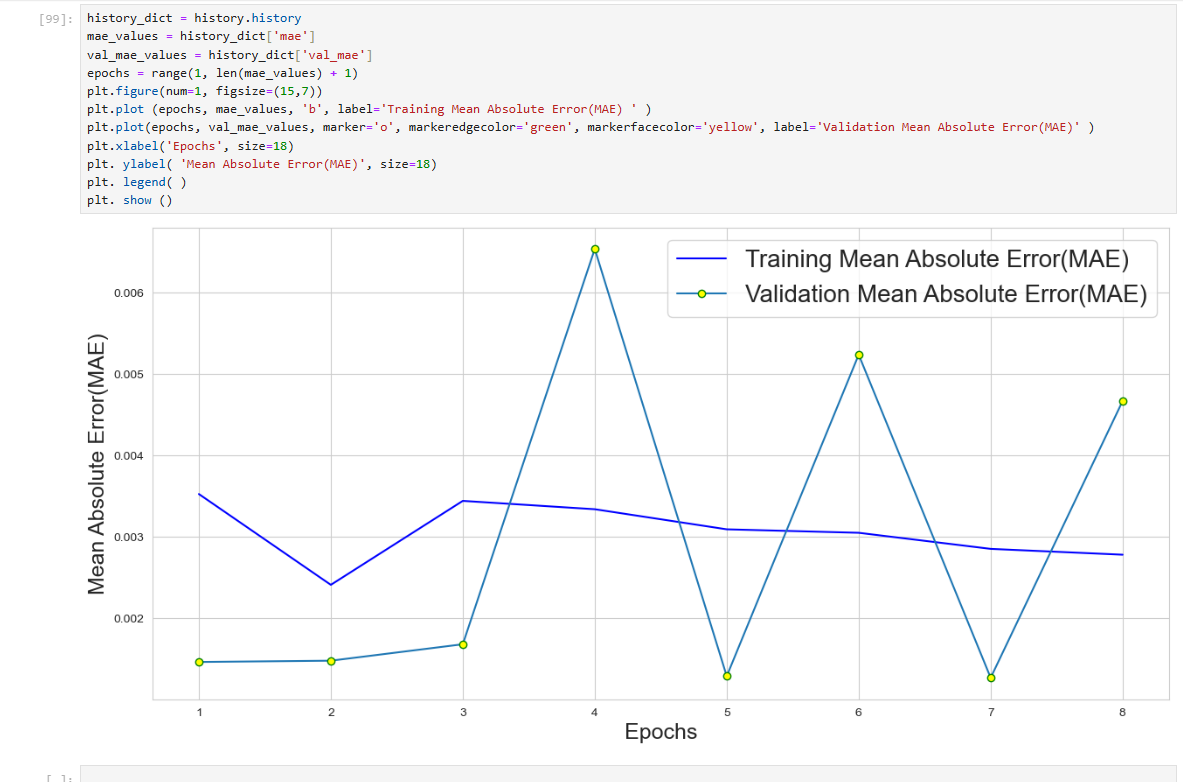 [99]:
history_dict = history.history
mae_values = history_dict['mae']
val_mae_values = history_dict['val_mae']
epochs = range(1, len(mae_values) + 1)
plt.figure(num=1, figsize=(15,7))
plt.plot (epochs, mae_values, 'b', label='Training Mean Absolute Error(MAE) ' )
plt.plot(epochs, val_mae_values, marker='o', markeredgecolor='green', markerfacecolor='yellow', label='Validation Mean Absolute Error(MAE)' )
plt.xlabel('Epochs', size=18)
plt. ylabel( 'Mean Absolute Error(MAE)', size=18)
plt. legend( )
plt. show ()
Training Mean Absolute Error(MAE)
Validation Mean Absolute Error(MAE)
Mean Absolute Error(MAE)
0.006
0.005
0.004
0.003
0.002
1 2 3 4 5 6 7 8
Epochs
[ ]: